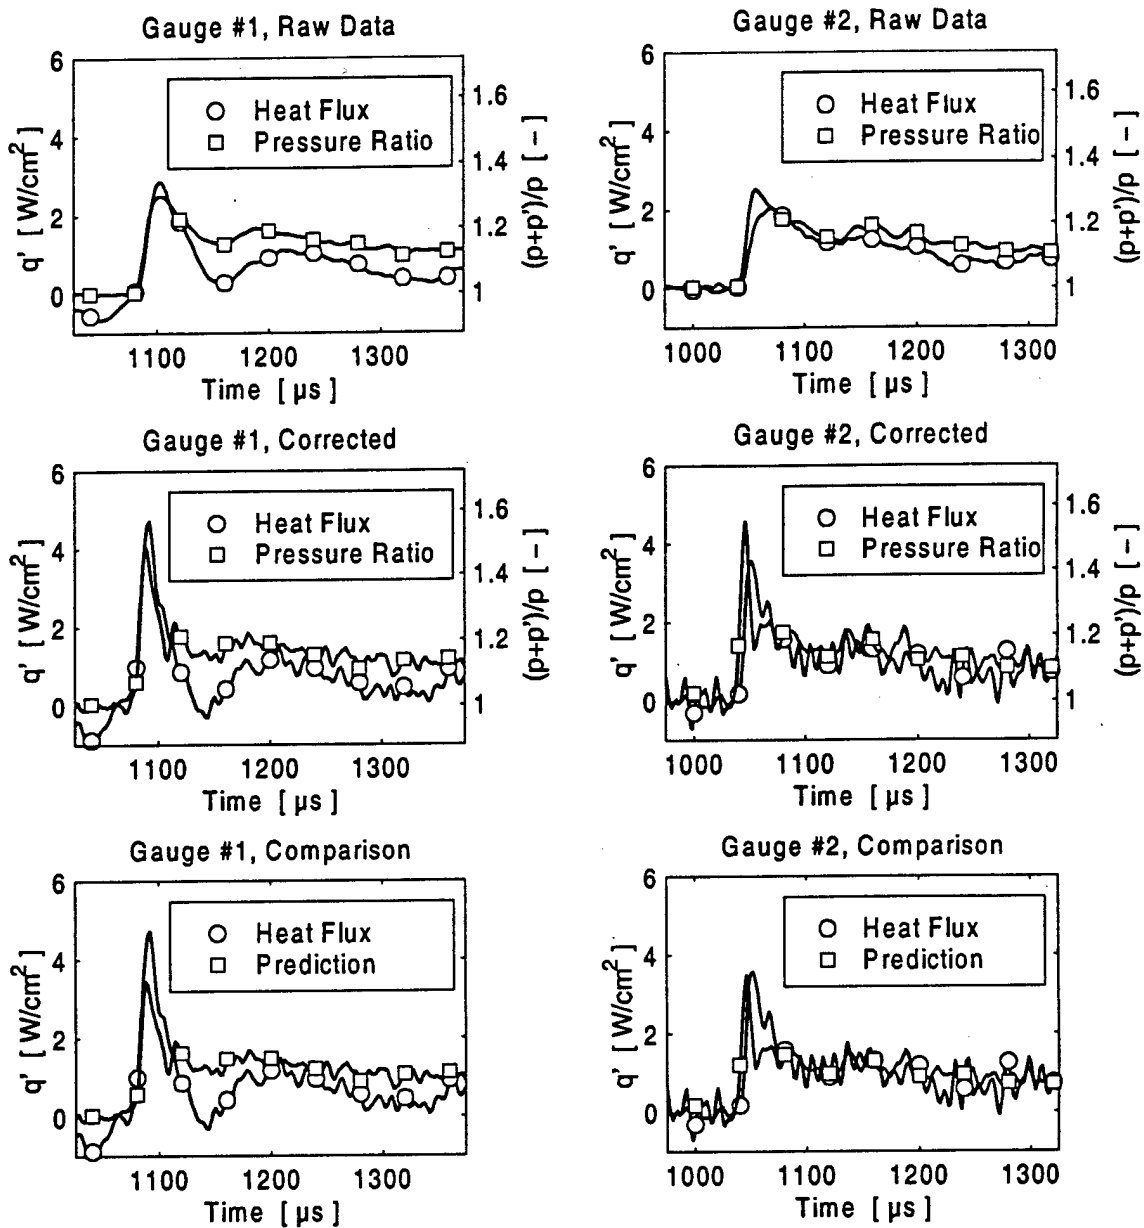 Gauge #1, Raw Data
6
4
2
0
q' [ W/cm²]
Heat Flux
Pressure Ratio
1.6
1.4
1.2
1
(p+p')/p [ – ]
1100 1200 1300
Time [ μs ]
Gauge #2, Raw Data
6
4
2
0
q' [ W/cm²]
Heat Flux
Pressure Ratio
1.6
1.4
1.2
1
(p+p')/p [ – ]
1000 1100 1200 1300
Time [ μs ]
Gauge #1, Corrected
6
4
2
0
q' [ W/cm²]
Heat Flux
Pressure Ratio
1.6
1.4
1.2
1
(p+p')/p [ – ]
1100 1200 1300
Time [ μs ]
Gauge #2, Corrected
6
4
2
0
q' [ W/cm²]
Heat Flux
Pressure Ratio
1.6
1.4
1.2
1
(p+p')/p [ – ]
1000 1100 1200 1300
Time [ μs ]
Gauge #1, Comparison
6
4
2
0
q' [ W/cm²]
Heat Flux
Prediction
1100 1200 1300
Time [ μs ]
Gauge #2, Comparison
6
4
2
0
q' [ W/cm²]
Heat Flux
Prediction
1000 1100 1200 1300
Time [ μs ]